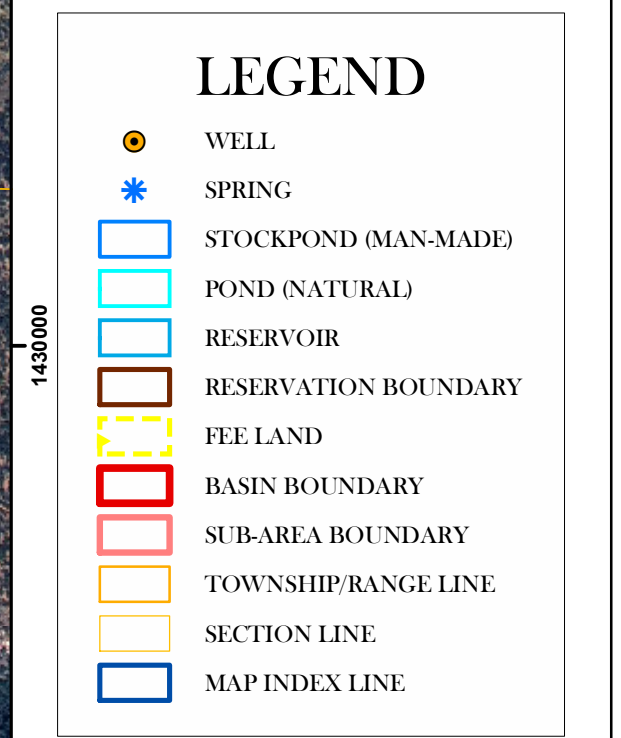 LEGEND
WELL
SPRING
STOCKPOND (MAN-MADE)
POND (NATURAL)
RESERVOIR
1430000
RESERVATION BOUNDARY
FEE LAND
BASIN BOUNDARY
SUB-AREA BOUNDARY
TOWNSHIP/RANGE LINE
SECTION LINE
MAP INDEX LINE